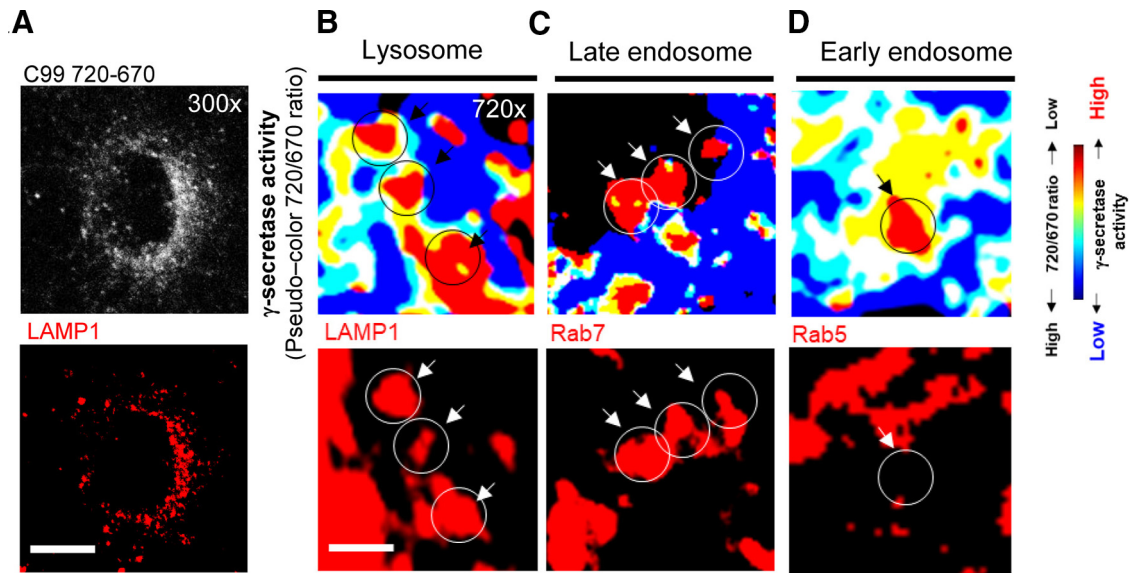 .A
B
C
D
Lysosome
Late endosome
Early endosome
C99 720-670
300x
720x
γ-secretase activity
(Pseudo–color 720/670 ratio)
LAMP1
LAMP1
Rab7
Rab5
High ← 720/670 ratio → Low
Low ← γ-secretase → High
activity